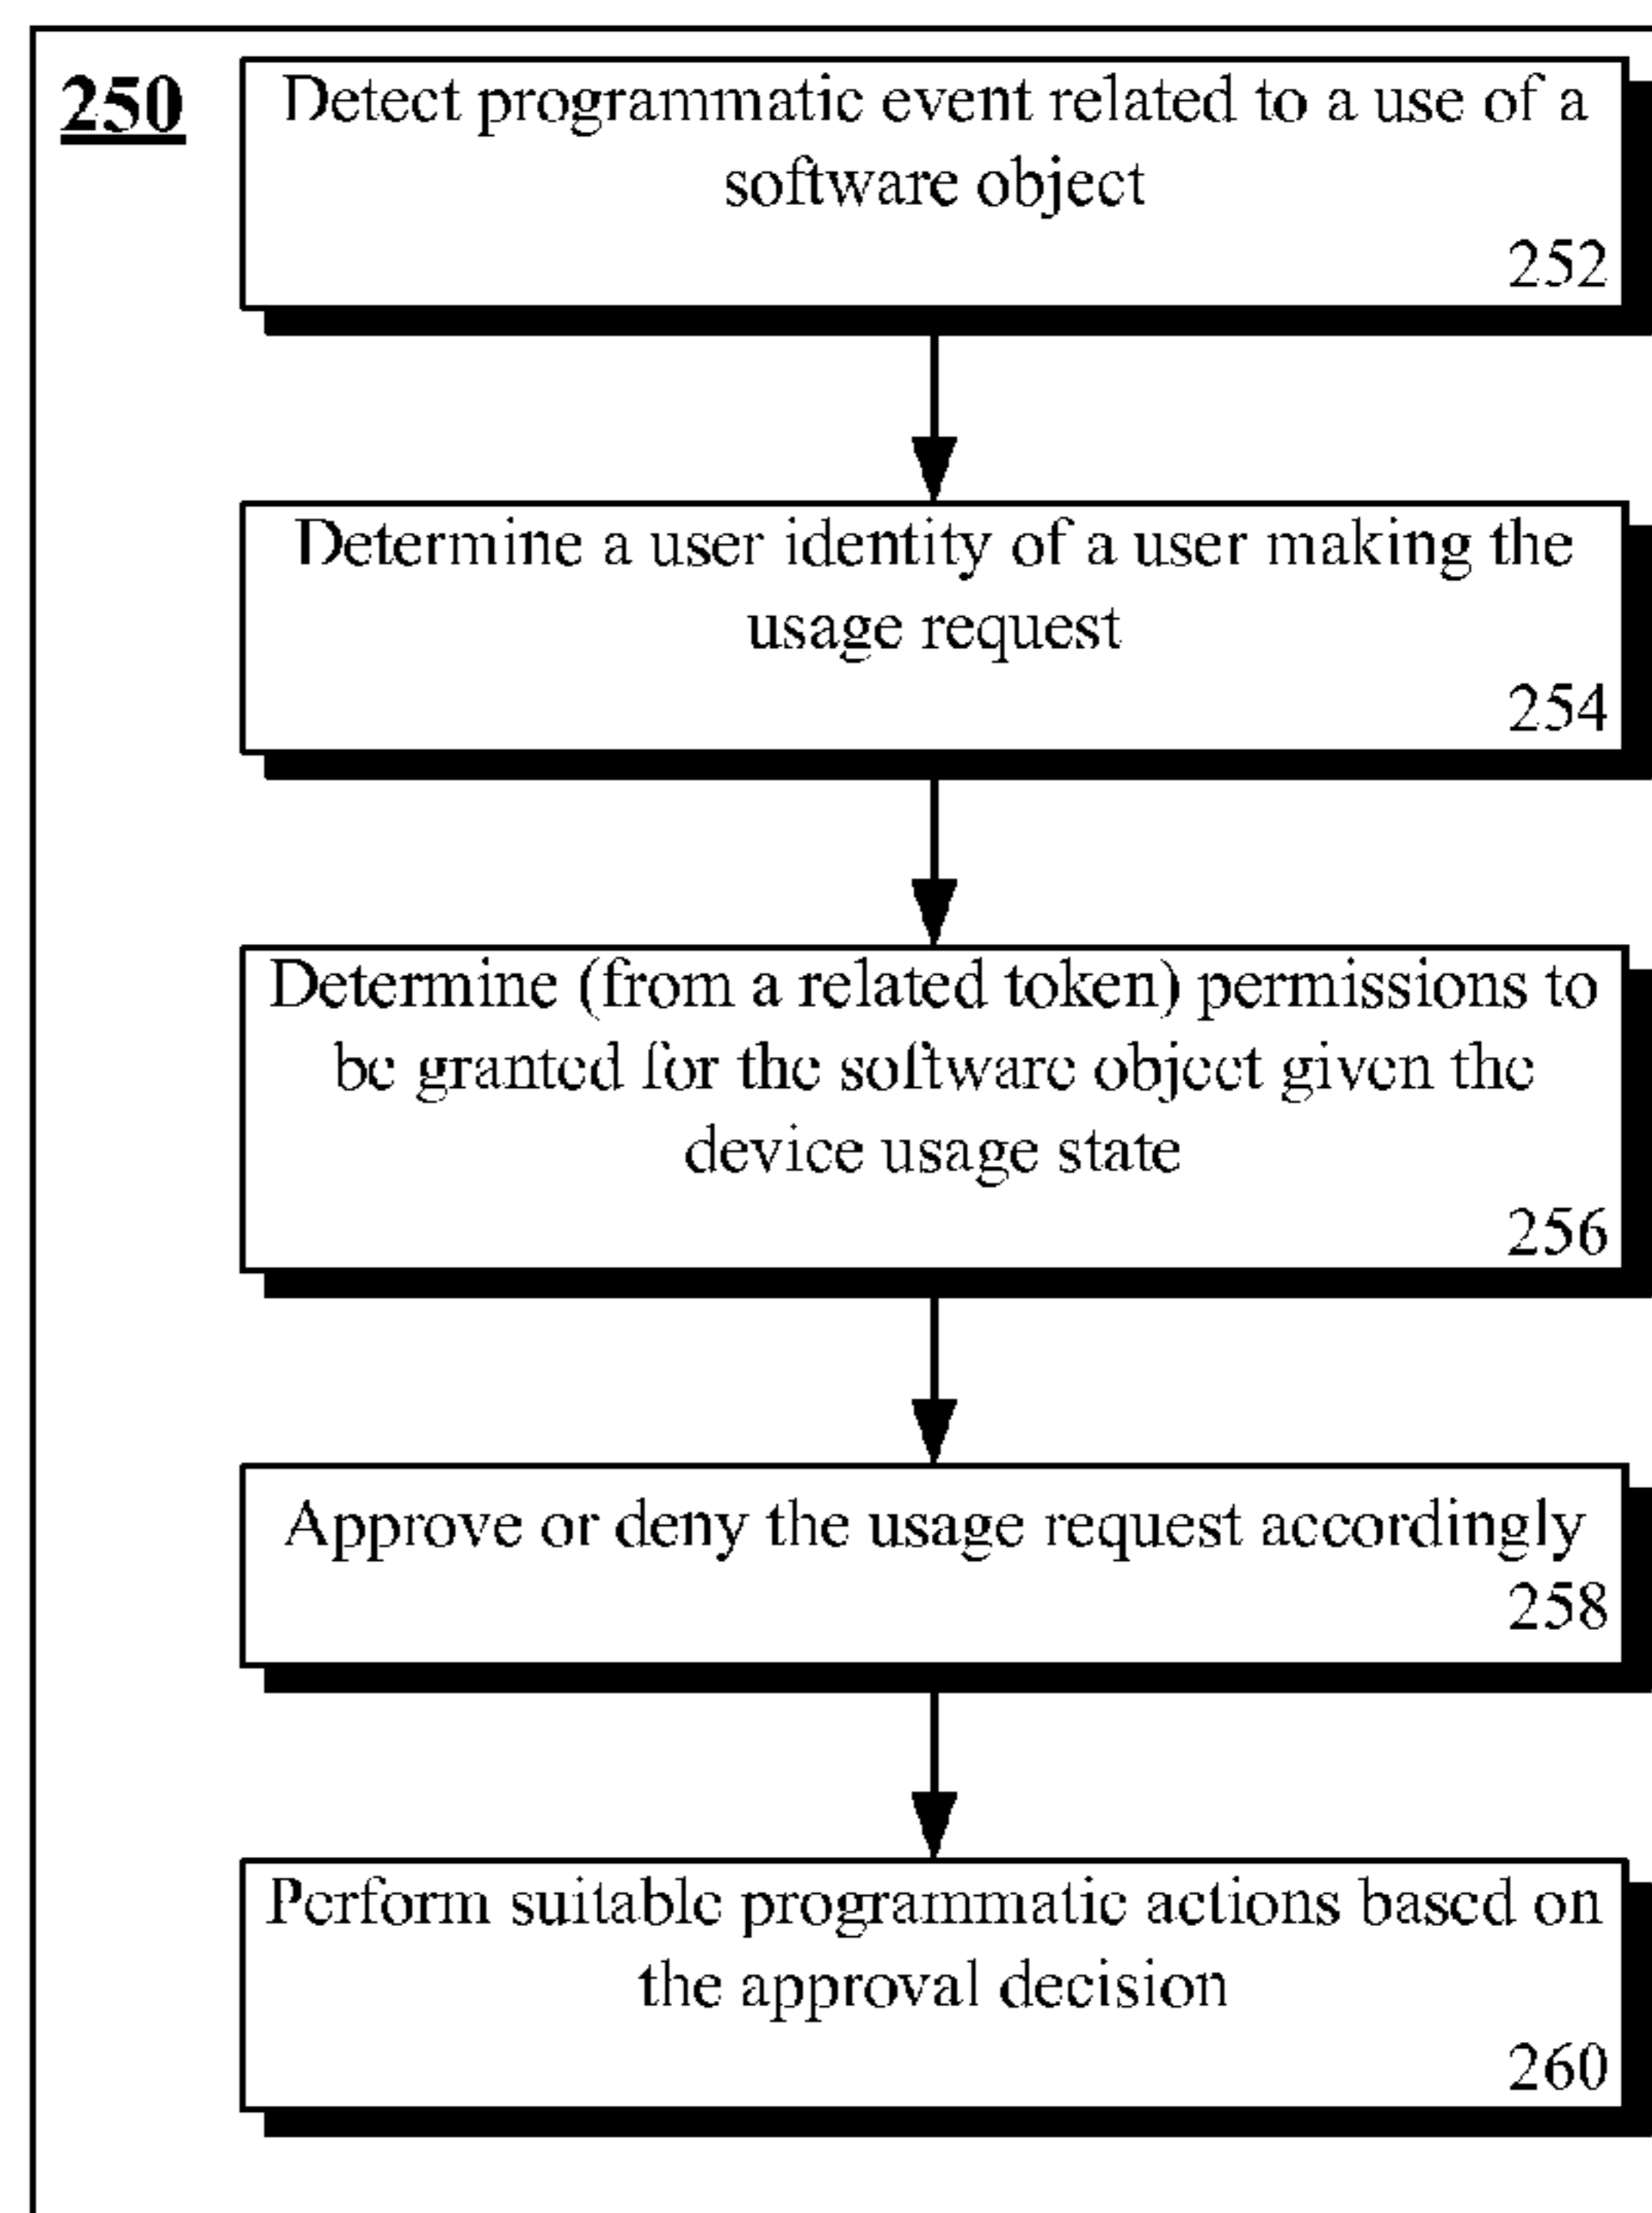 250
Detect programmatic event related to a use of a
software object
252
Determine a user identity of a user making the
usage request
254
Determine (from a related token) permissions to
be granted for the software object given the
device usage state
256
Approve or deny the usage request accordingly
258
Perform suitable programmatic actions based on
the approval decision
260